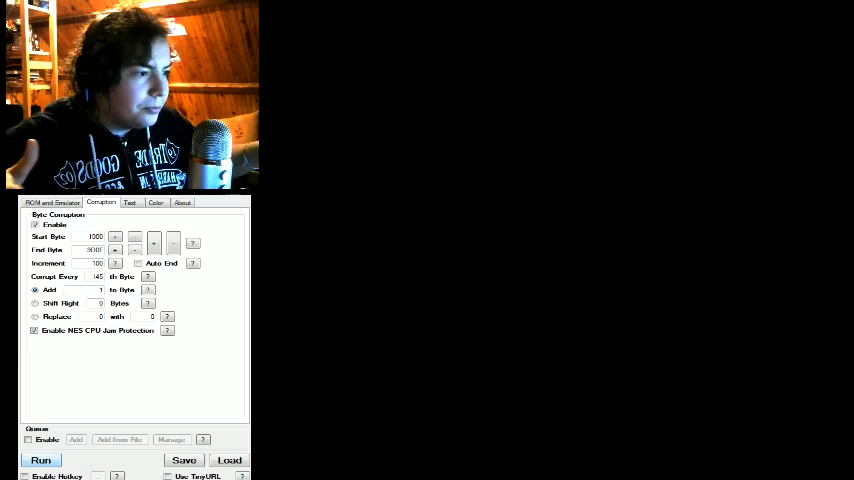 GOODS
ROM and Emulator Corruption Text Color About
Byte Corruption
Enable
Start Byte 1000 + - + - ?
End Byte + -
Increment 100 ? Auto End ?
Corrupt Every 145 th Byte ?
Add 1 to Byte ?
Shift Right 0 Bytes ?
Replace 0 with 0 ?
Enable NES CPU Jam Protection ?
Queue
Enable Add Add from File Manage ?
Run Save Load
Enable Hotkey ... ? Use TinyURL ?